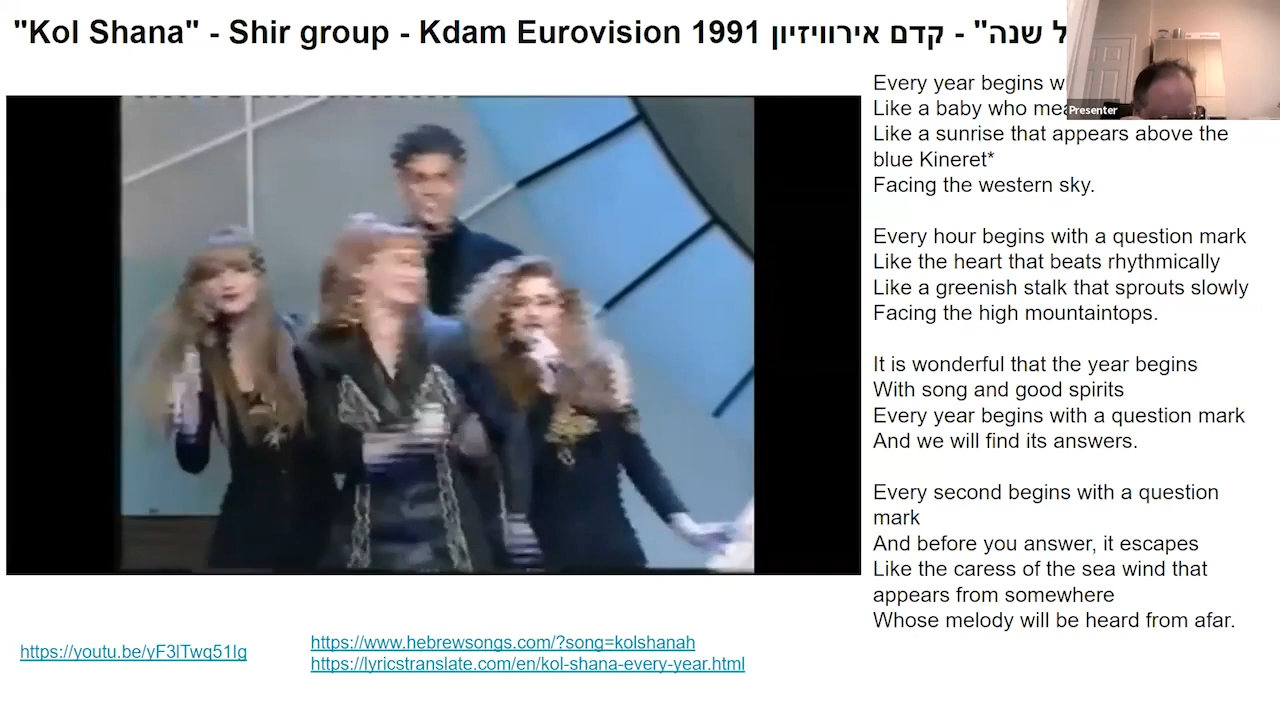 "Kol Shana" - Shir group - Kdam Eurovision 1991 ל שנה" - קדם אירוויזיון
Presenter
Every year begins
Like a baby who
Like a sunrise that appears above the
blue Kineret*
Facing the western sky.
Every hour begins with a question mark
Like the heart that beats rhythmically
Like a greenish stalk that sprouts slowly
Facing the high mountaintops.
It is wonderful that the year begins
With song and good spirits
Every year begins with a question mark
And we will find its answers.
Every second begins with a question
mark
And before you answer, it escapes
Like the caress of the sea wind that
appears from somewhere
Whose melody will be heard from afar.
https://youtu.be/yF3lTwq51Ig
https://www.hebrewsongs.com/?song=kolshanah
https://lyricstranslate.com/en/kol-shana-every-year.html